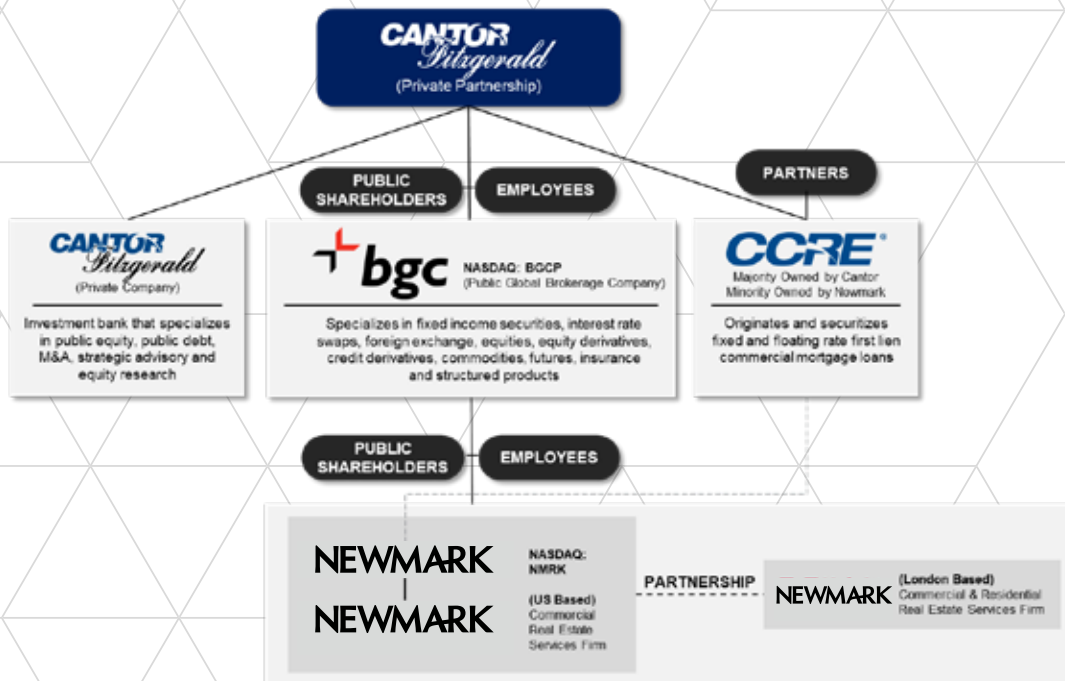 CANTOR
Fitzgerald
(Private Partnership)
PUBLIC
SHAREHOLDERS
EMPLOYEES
PARTNERS
CANTOR
Fitzgerald
(Private Company)
Investment bank that specializes
in public equity, public debt,
M&A, strategic advisory and
equity research
bgc
NASDAQ: BGCP
(Public Global Brokerage Company)
Specializes in fixed income securities, interest rate
swaps, foreign exchange, equities, equity derivatives,
credit derivatives, commodities, futures, insurance
and structured products
CCRE®
Majority Owned by Cantor
Minority Owned by Newmark
Originates and securitizes
fixed and floating rate first lien
commercial mortgage loans
PUBLIC
SHAREHOLDERS
EMPLOYEES
NEWMARK
NEWMARK
NASDAQ:
NMRK
(US Based)
Commercial
Real Estate
Services Firm
PARTNERSHIP
NEWMARK
(London Based)
Commercial & Residential
Real Estate Services Firm